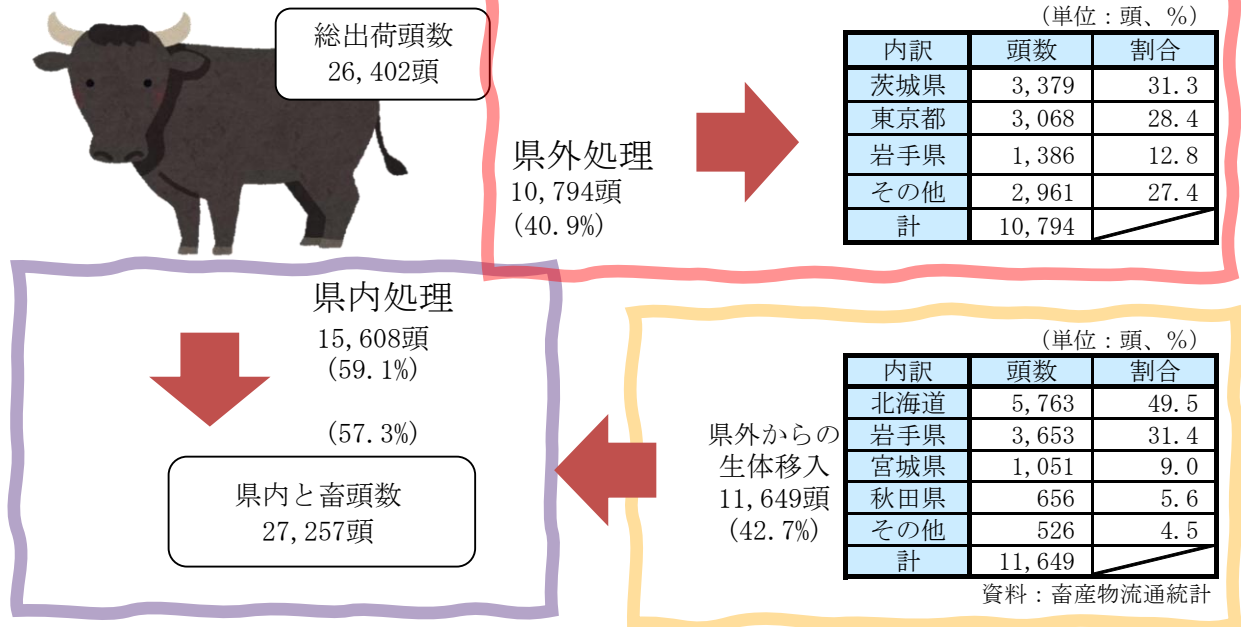 総出荷頭数
26,402頭
県外処理
10,794頭
(40.9%)
(単位:頭、%)
内訳 頭数 割合
茨城県 3,379 31.3
東京都 3,068 28.4
岩手県 1,386 12.8
その他 2,961 27.4
計 10,794
県内処理
15,608頭
(59.1%)
(57.3%)
県内と畜頭数
27,257頭
県外からの
生体移入
11,649頭
(42.7%)
(単位:頭、%)
内訳 頭数 割合
北海道 5,763 49.5
岩手県 3,653 31.4
宮城県 1,051 9.0
秋田県 656 5.6
その他 526 4.5
計 11,649
資料:畜産物流通統計